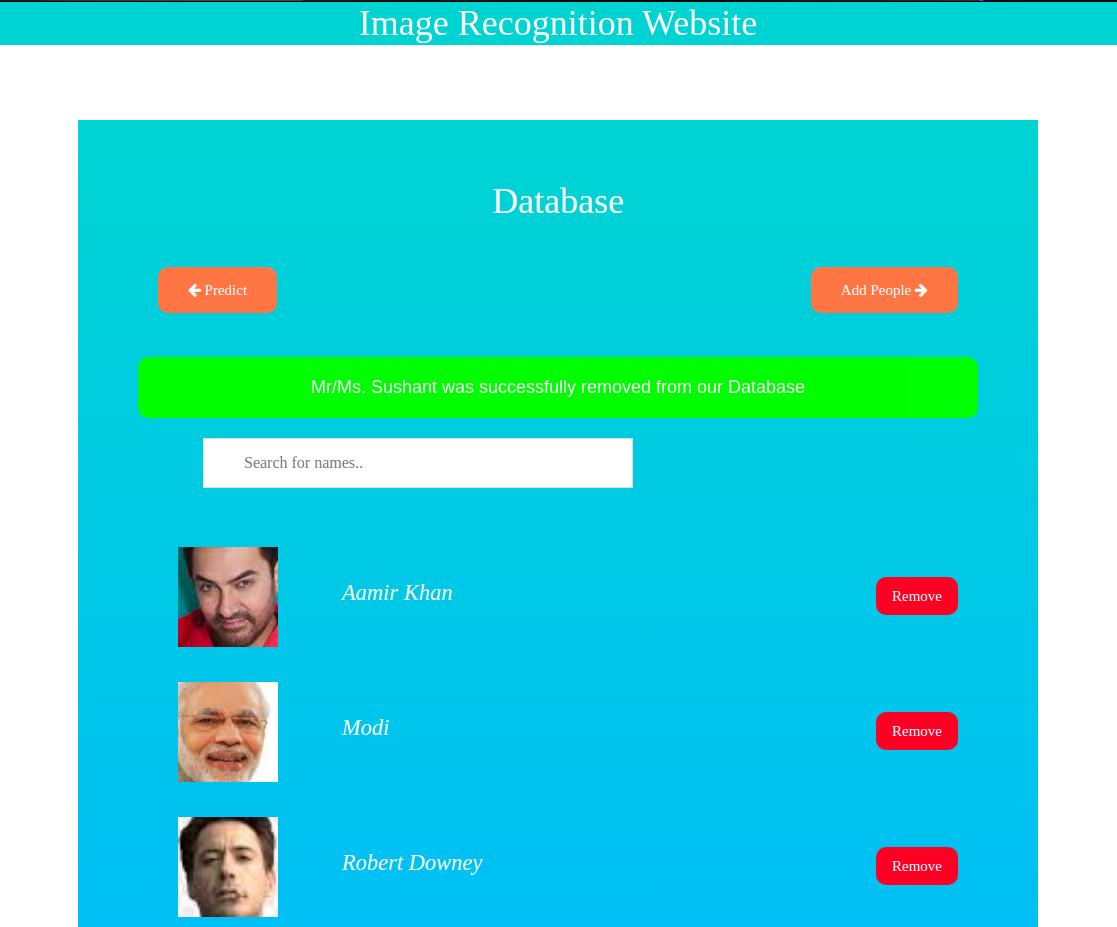 Image Recognition Website
Database
Predict
Add People
Mr/Ms. Sushant was successfully removed from our Database
Search for names..
Aamir Khan
Remove
Modi
Remove
Robert Downey
Remove